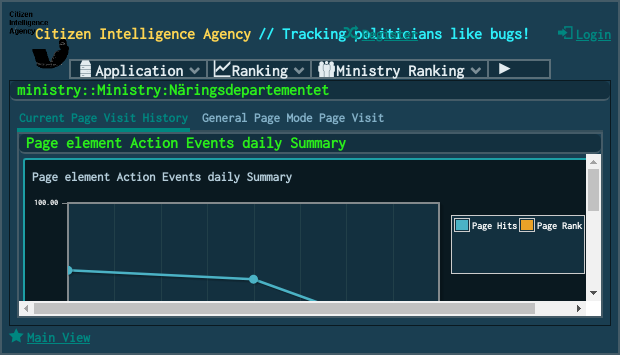 Citizen
Intelligence
Agency
Citizen Intelligence Agency // Tracking politicians like bugs!
Register
Login
Application
Ranking
Ministry Ranking
ministry::Ministry:Näringsdepartementet
Current Page Visit History
General Page Mode Page Visit
Page element Action Events daily Summary
Page element Action Events daily Summary
100.00
Page Hits
Page Rank
Main View